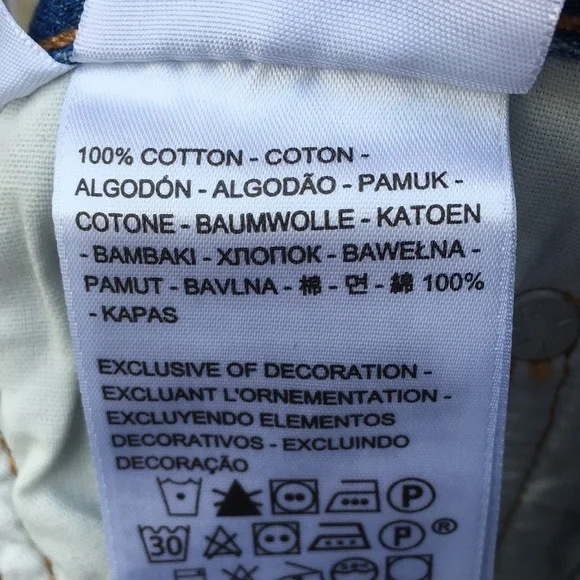 100% COTTON - COTON -
ALGODÓN - ALGODÃO - PAMUK -
COTONE - BAUMWOLLE - KATOEN
- BAMBAKI - ХЛОПОК - BAWEŁNA -
PAMUT - BAVLNA - 棉 - 면 - 綿 100%
- KAPAS
EXCLUSIVE OF DECORATION -
EXCLUANT L'ORNEMENTATION -
EXCLUYENDO ELEMENTOS
DECORATIVOS - EXCLUINDO
DECORAÇÃO
P
30 P ®